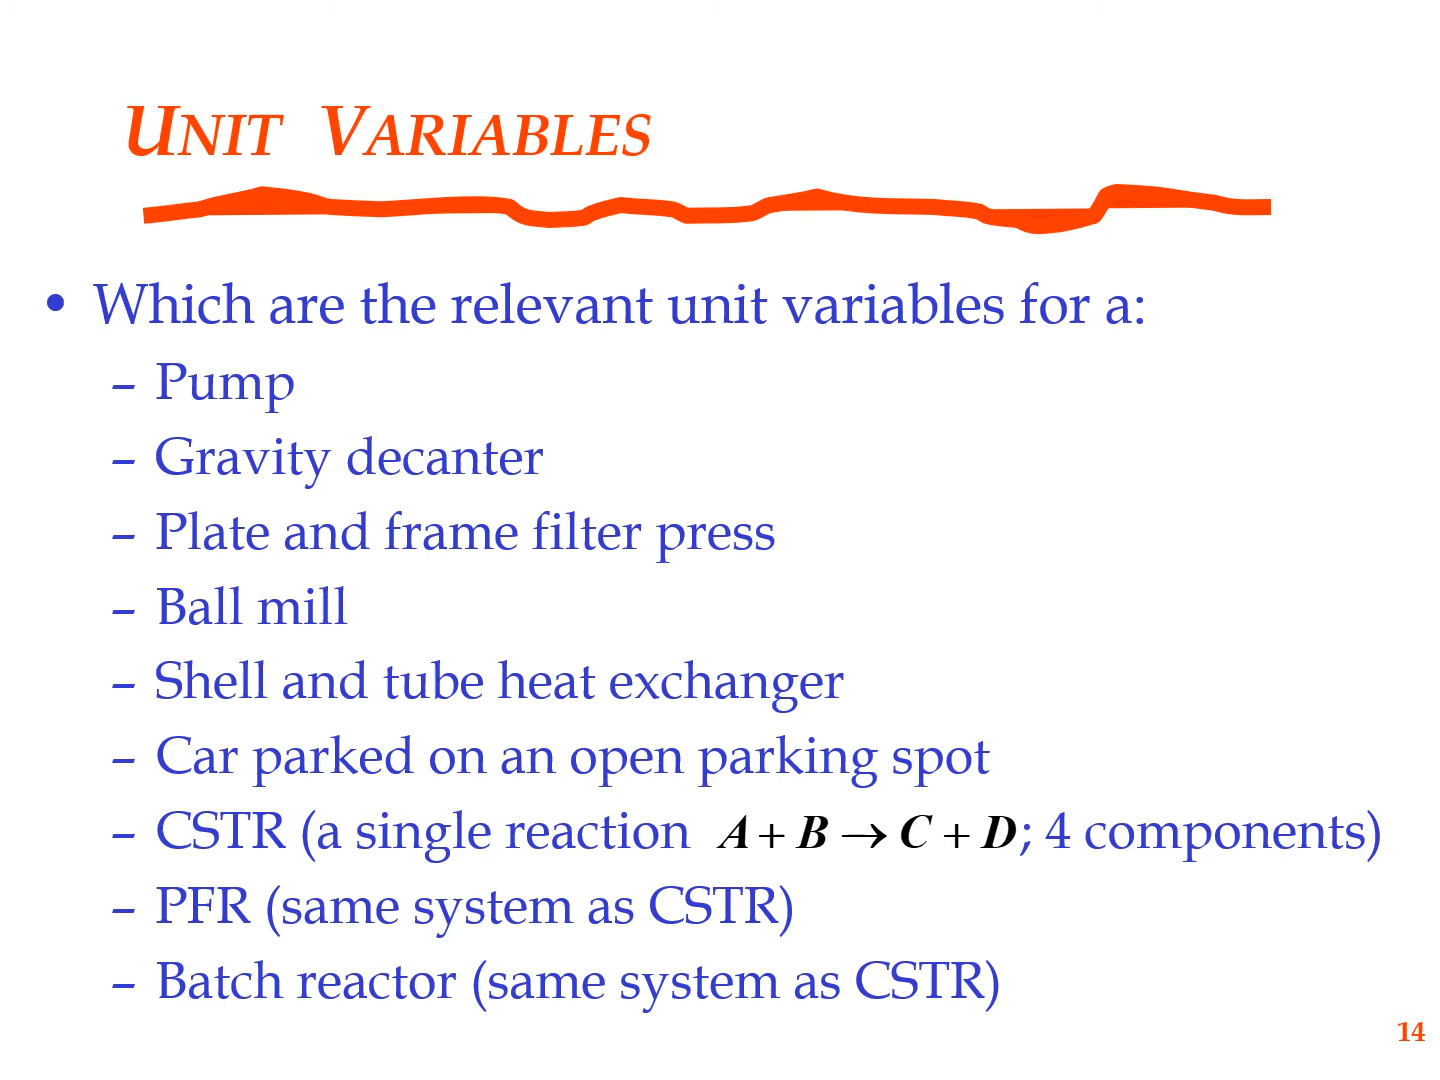 UNIT VARIABLES
• Which are the relevant unit variables for a:
– Pump
– Gravity decanter
– Plate and frame filter press
– Ball mill
– Shell and tube heat exchanger
– Car parked on an open parking spot
– CSTR (a single reaction A + B → C + D; 4 components)
– PFR (same system as CSTR)
– Batch reactor (same system as CSTR)
14